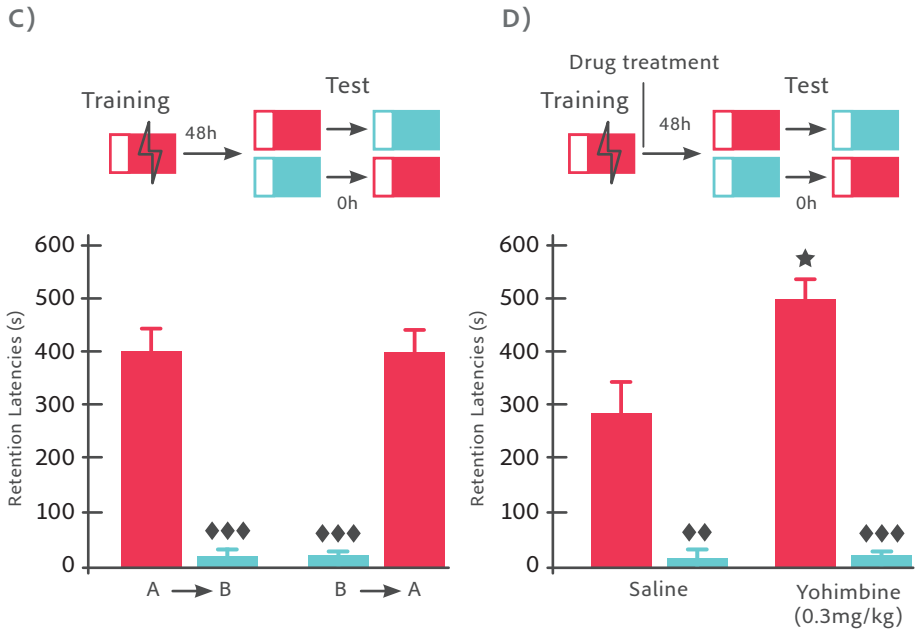 C)
Training
48h
Test
0h
Retention Latencies (s)
600
500
400
300
200
100
0
A B
B A
D)
Drug treatment
Training
48h
Test
0h
Retention Latencies (s)
600
500
400
300
200
100
0
Saline
Yohimbine
(0.3mg/kg)